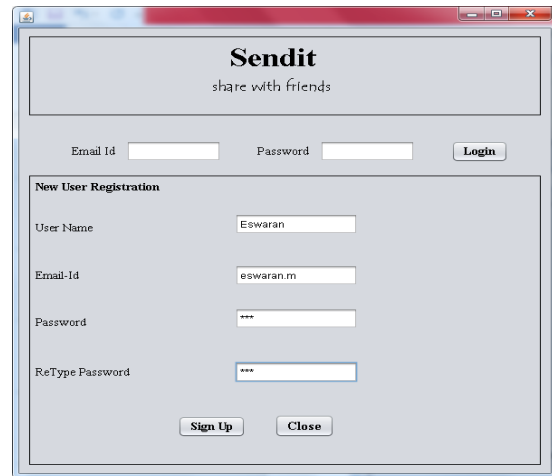 Sendit
share with friends
Email Id Password Login
New User Registration
User Name Eswaran
Email-Id eswaran.m
Password ***
ReType Password ***
Sign Up Close